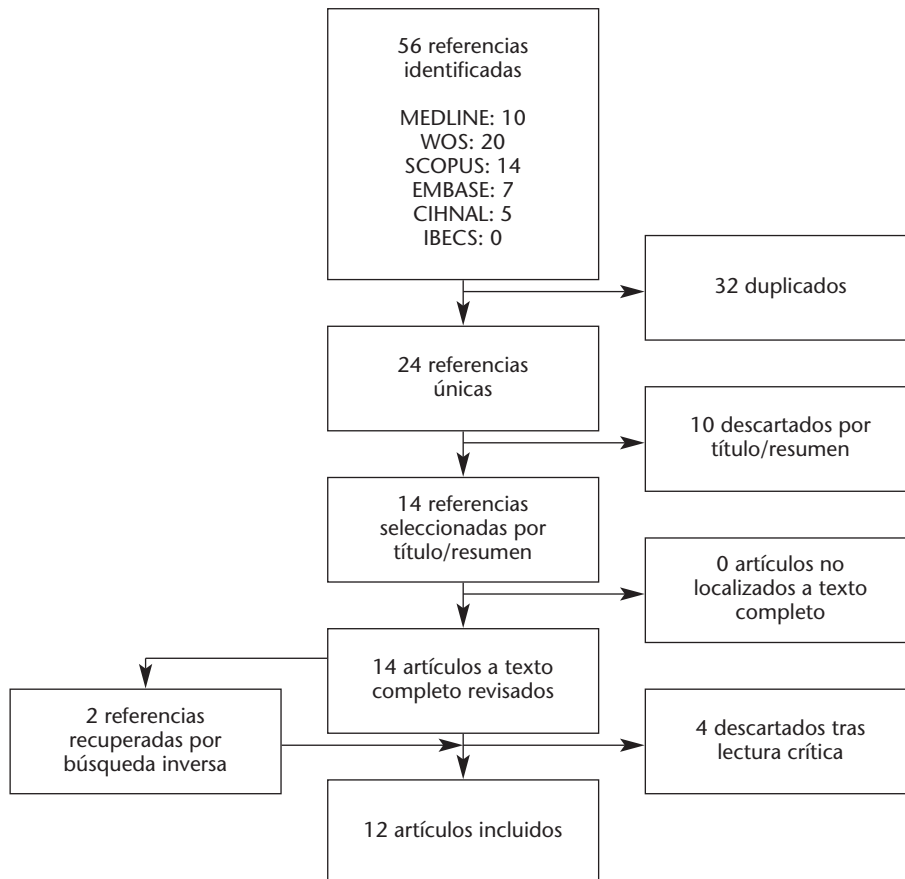 56 referencias
identificadas
MEDLINE: 10
WOS: 20
SCOPUS: 14
EMBASE: 7
CIHNAL: 5
IBECS: 0
32 duplicados
24 referencias
únicas
10 descartados por
título/resumen
14 referencias
seleccionadas por
título/resumen
0 artículos no
localizados a texto
completo
14 artículos a texto
completo revisados
2 referencias
recuperadas por
búsqueda inversa
4 descartados tras
lectura crítica
12 artículos incluidos